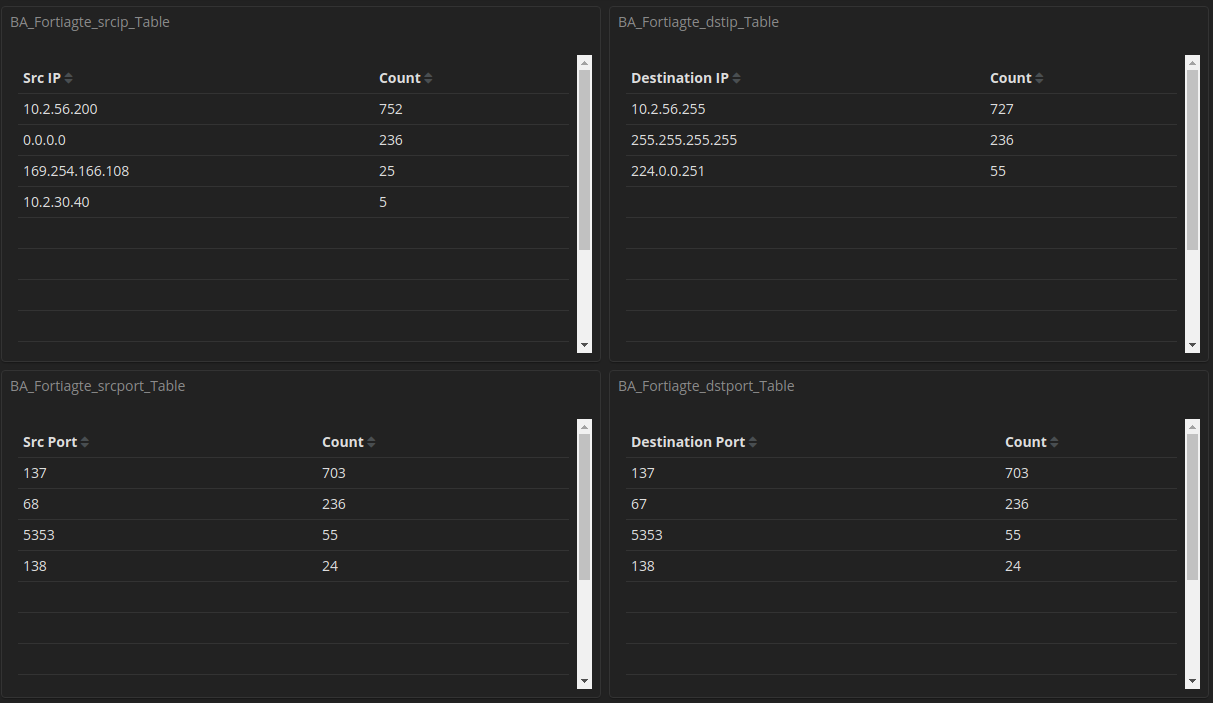 BA_Fortiagte_srcip_Table
Src IP Count
10.2.56.200 752
0.0.0.0 236
169.254.166.108 25
10.2.30.40 5
BA_Fortiagte_dstip_Table
Destination IP Count
10.2.56.255 727
255.255.255.255 236
224.0.0.251 55
BA_Fortiagte_srcport_Table
Src Port Count
137 703
68 236
5353 55
138 24
BA_Fortiagte_dstport_Table
Destination Port Count
137 703
67 236
5353 55
138 24